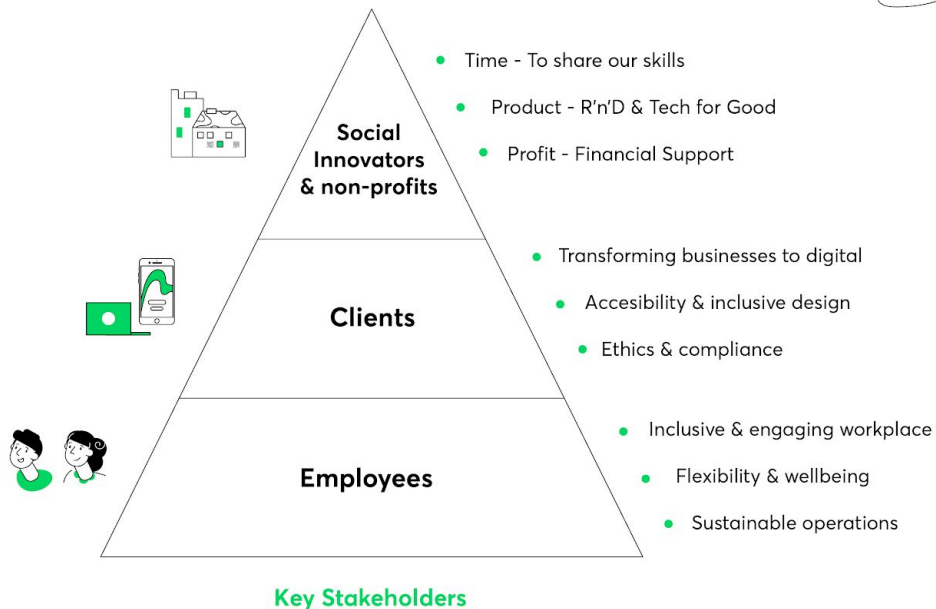 Time - To share our skills
Product - R'n'D & Tech for Good
Profit - Financial Support
Social
Innovators
& non-profits
Transforming businesses to digital
Accesibility & inclusive design
Ethics & compliance
Clients
Inclusive & engaging workplace
Flexibility & wellbeing
Sustainable operations
Employees
Key Stakeholders